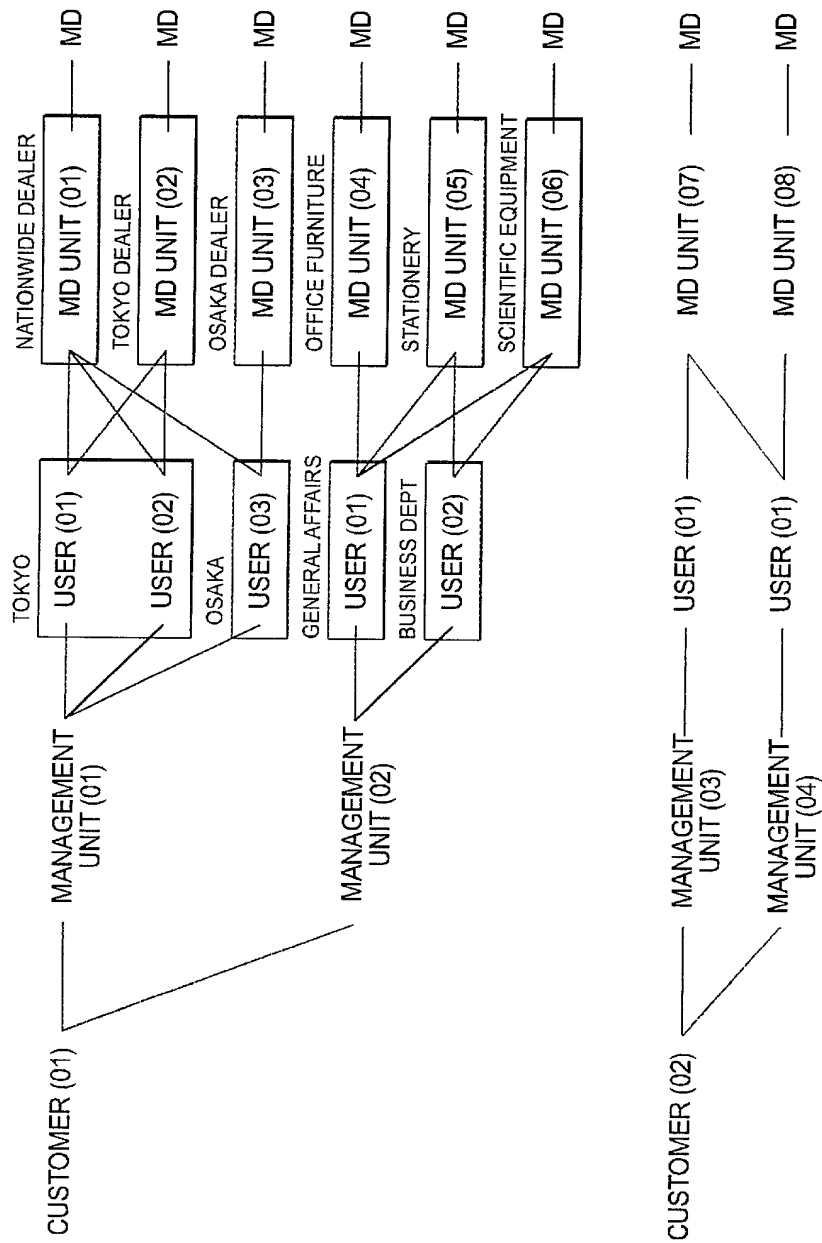 CUSTOMER (01)
MANAGEMENT
UNIT (01)
TOKYO
USER (01)
USER (02)
OSAKA
USER (03)
NATIONWIDE DEALER
MD UNIT (01)
MD
TOKYO DEALER
MD UNIT (02)
MD
OSAKA DEALER
MD UNIT (03)
MD
MANAGEMENT
UNIT (02)
GENERAL AFFAIRS
USER (01)
BUSINESS DEPT
USER (02)
OFFICE FURNITURE
MD UNIT (04)
MD
STATIONERY
MD UNIT (05)
MD
SCIENTIFIC EQUIPMENT
MD UNIT (06)
MD
CUSTOMER (02)
MANAGEMENT
UNIT (03)
USER (01)
MD UNIT (07)
MD
MANAGEMENT
UNIT (04)
USER (01)
MD UNIT (08)
MD